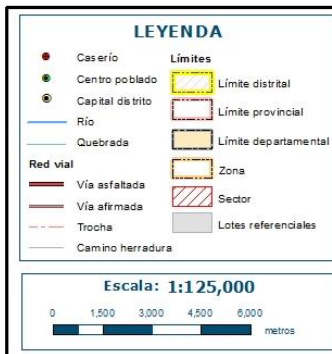 LEYENDA
Caserío
Centro poblado
Capital distrito
Río
Quebrada
Red vial
Vía asfaltada
Vía afirmada
Trocha
Camino herradura
Límites
Límite distrital
Límite provincial
Límite departamental
Zona
Sector
Lotes referenciales
Escala: 1:125,000
0 1,500 3,000 4,500 6,000
metros